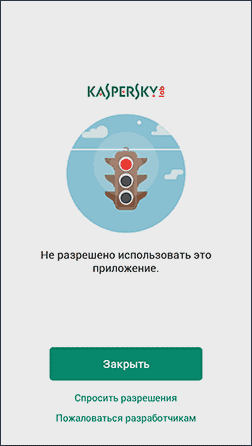 KASPERSKY lab
Не разрешено использовать это
приложение.
Закрыть
Спросить разрешения
Пожаловаться разработчикам